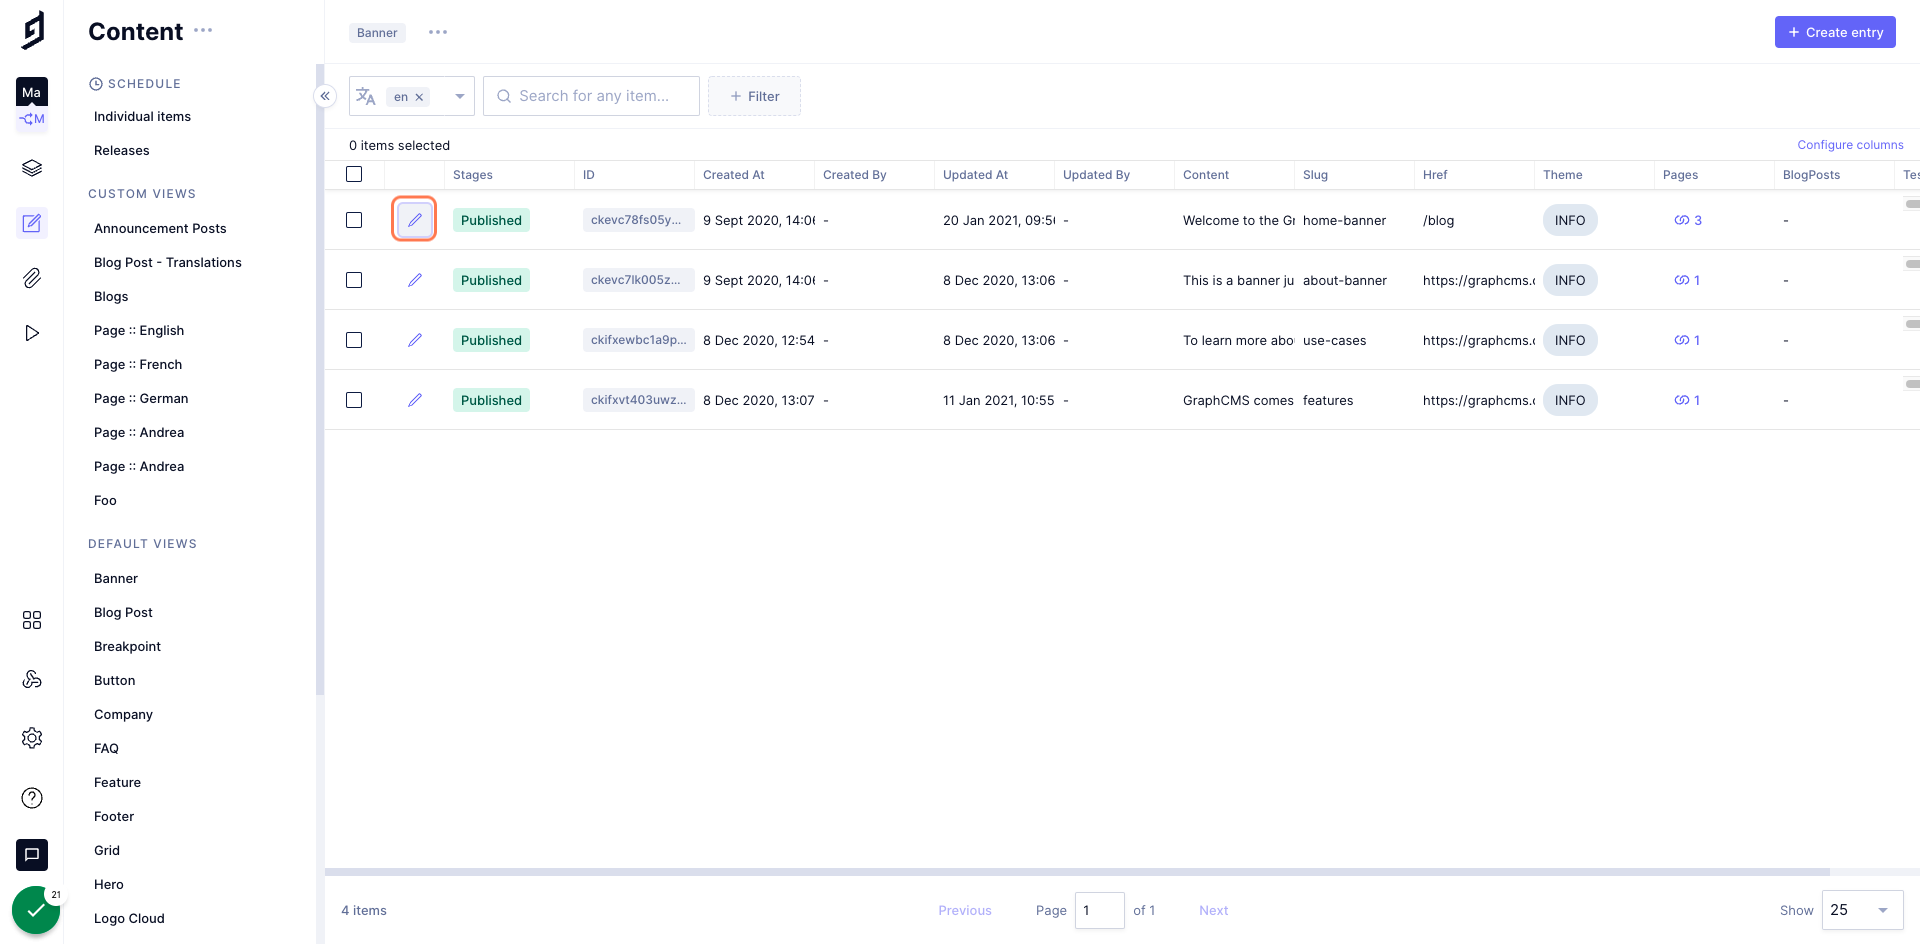 Content
Banner
+ Create entry
Ma
M
SCHEDULE
Individual items
Releases
CUSTOM VIEWS
Announcement Posts
Blog Post - Translations
Blogs
Page :: English
Page :: French
Page :: German
Page :: Andrea
Page :: Andrea
Foo
DEFAULT VIEWS
Banner
Blog Post
Breakpoint
Button
Company
FAQ
Feature
Footer
Grid
Hero
Logo Cloud
21
en × Search for any item... + Filter
0 items selected Configure columns
Stages ID Created At Created By Updated At Updated By Content Slug Href Theme Pages BlogPosts
Published ckevc78fs05y... 9 Sept 2020, 14:06 - 20 Jan 2021, 09:56 - Welcome to the Gr home-banner /blog INFO 3 -
Published ckevc7lk005z... 9 Sept 2020, 14:06 - 8 Dec 2020, 13:06 - This is a banner ju about-banner https://graphcms.c INFO 1 -
Published ckifxewbc1a9p... 8 Dec 2020, 12:54 - 8 Dec 2020, 13:06 - To learn more abo use-cases https://graphcms.c INFO 1 -
Published ckifxvt403uwz... 8 Dec 2020, 13:07 - 11 Jan 2021, 10:55 - GraphCMS comes features https://graphcms.c INFO 1 -
4 items Previous Page 1 of 1 Next Show 25